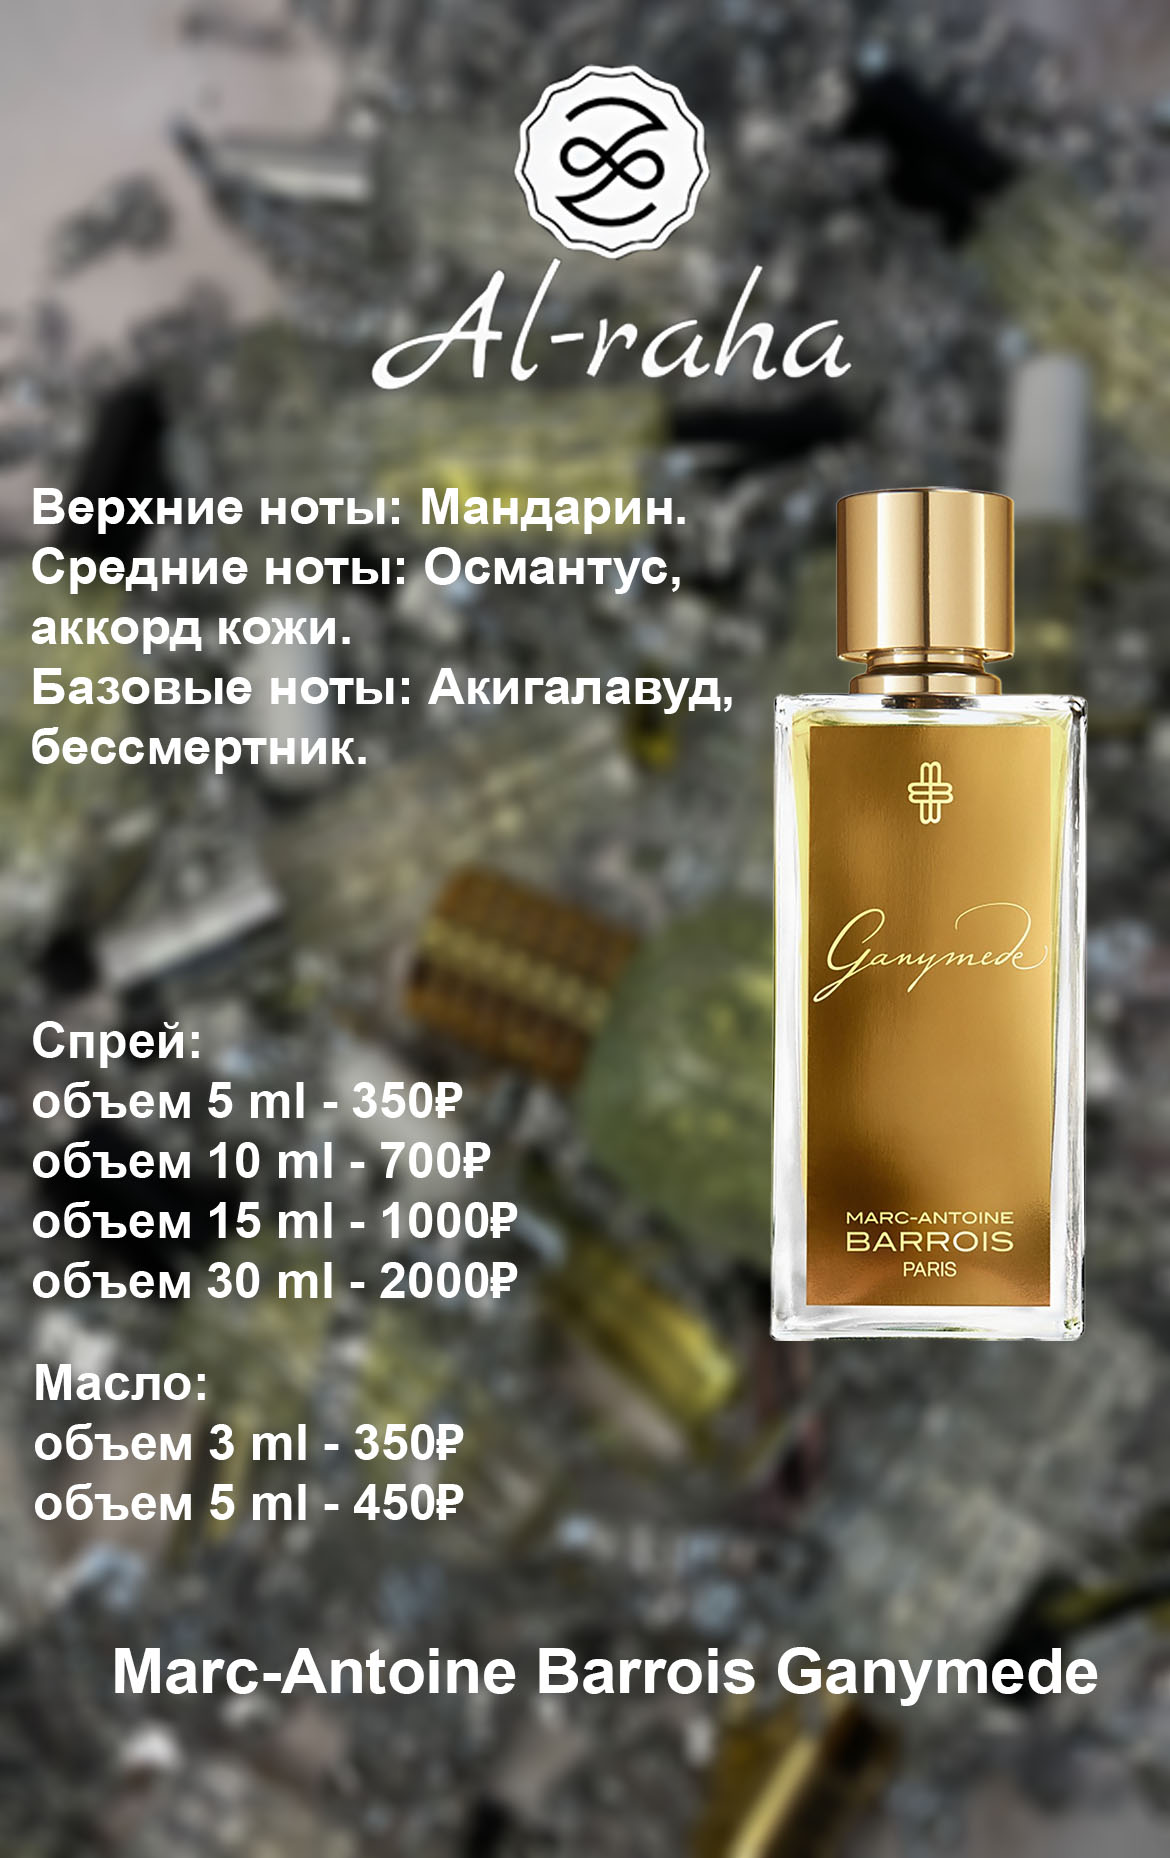 Al-raha
Верхние ноты: Мандарин.
Средние ноты: Османтус,
аккорд кожи.
Базовые ноты: Акигалавуд,
бессмертник.
Ganymede
MARC-ANTOINE
BARROIS
PARIS
Спрей:
объем 5 ml - 350₽
объем 10 ml - 700₽
объем 15 ml - 1000₽
объем 30 ml - 2000₽
Масло:
объем 3 ml - 350₽
объем 5 ml - 450₽
Marc-Antoine Barrois Ganymede